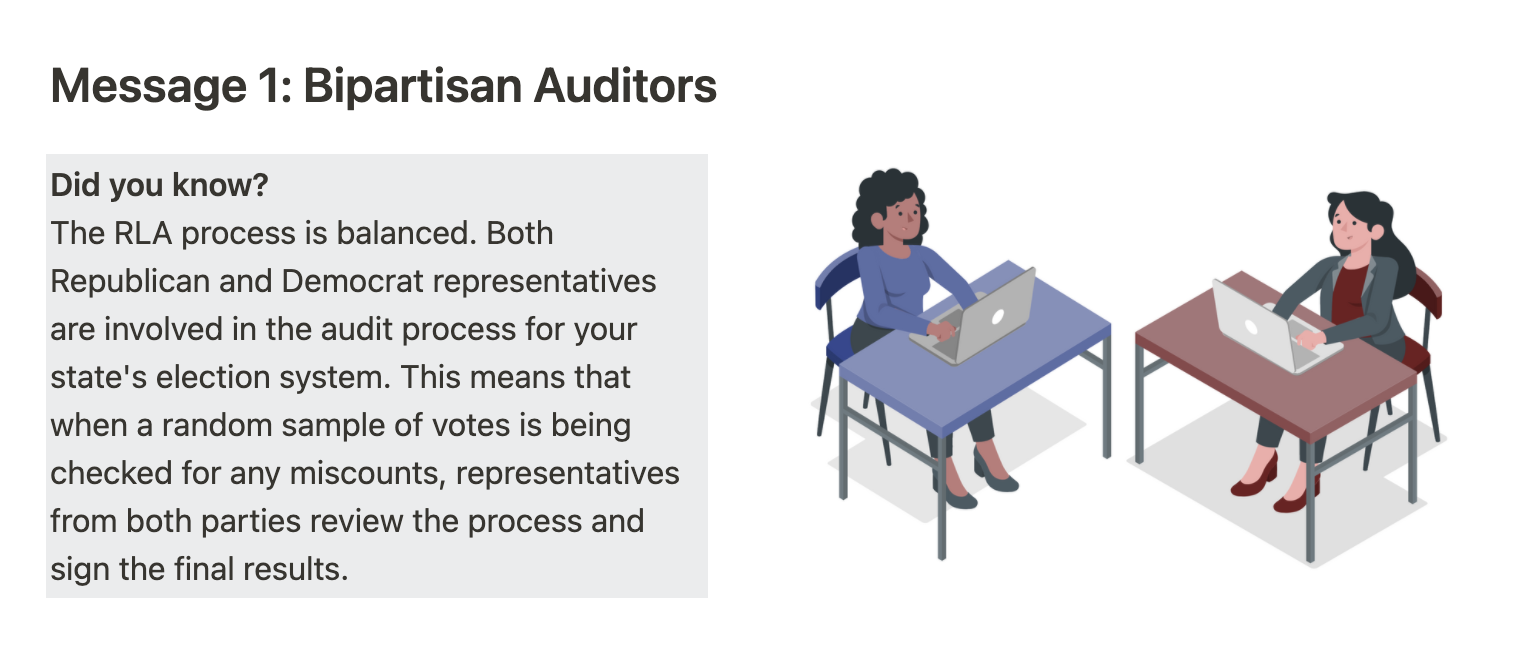 Message 1: Bipartisan Auditors
Did you know?
The RLA process is balanced. Both
Republican and Democrat representatives
are involved in the audit process for your
state's election system. This means that
when a random sample of votes is being
checked for any miscounts, representatives
from both parties review the process and
sign the final results.